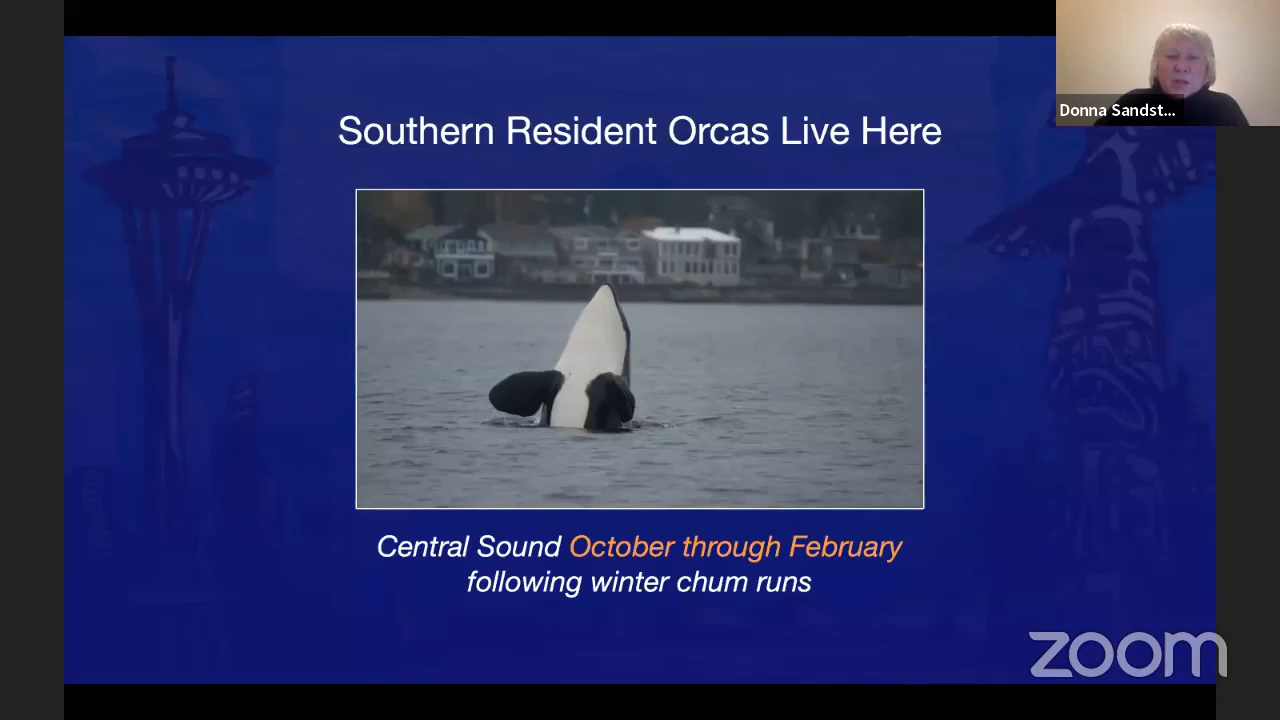 Southern Resident Orcas Live Here
Donna Sandst...
Central Sound October through February
following winter chum runs
zoom